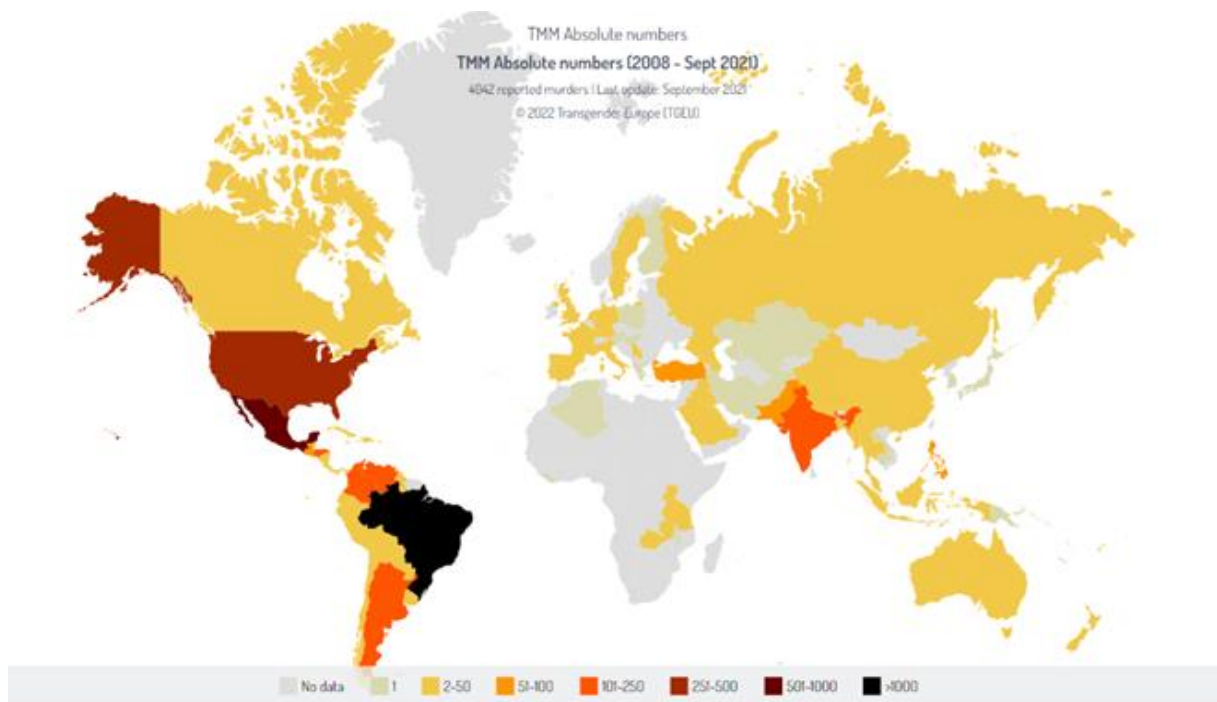 TMM Absolute numbers
TMM Absolute numbers (2008 - Sept 2021)
4042 reported murders | Last update: September 2021
© 2022 Transgender Europe (TGEU)
No data 1 2-50 51-100 101-250 251-500 501-1000 >1000